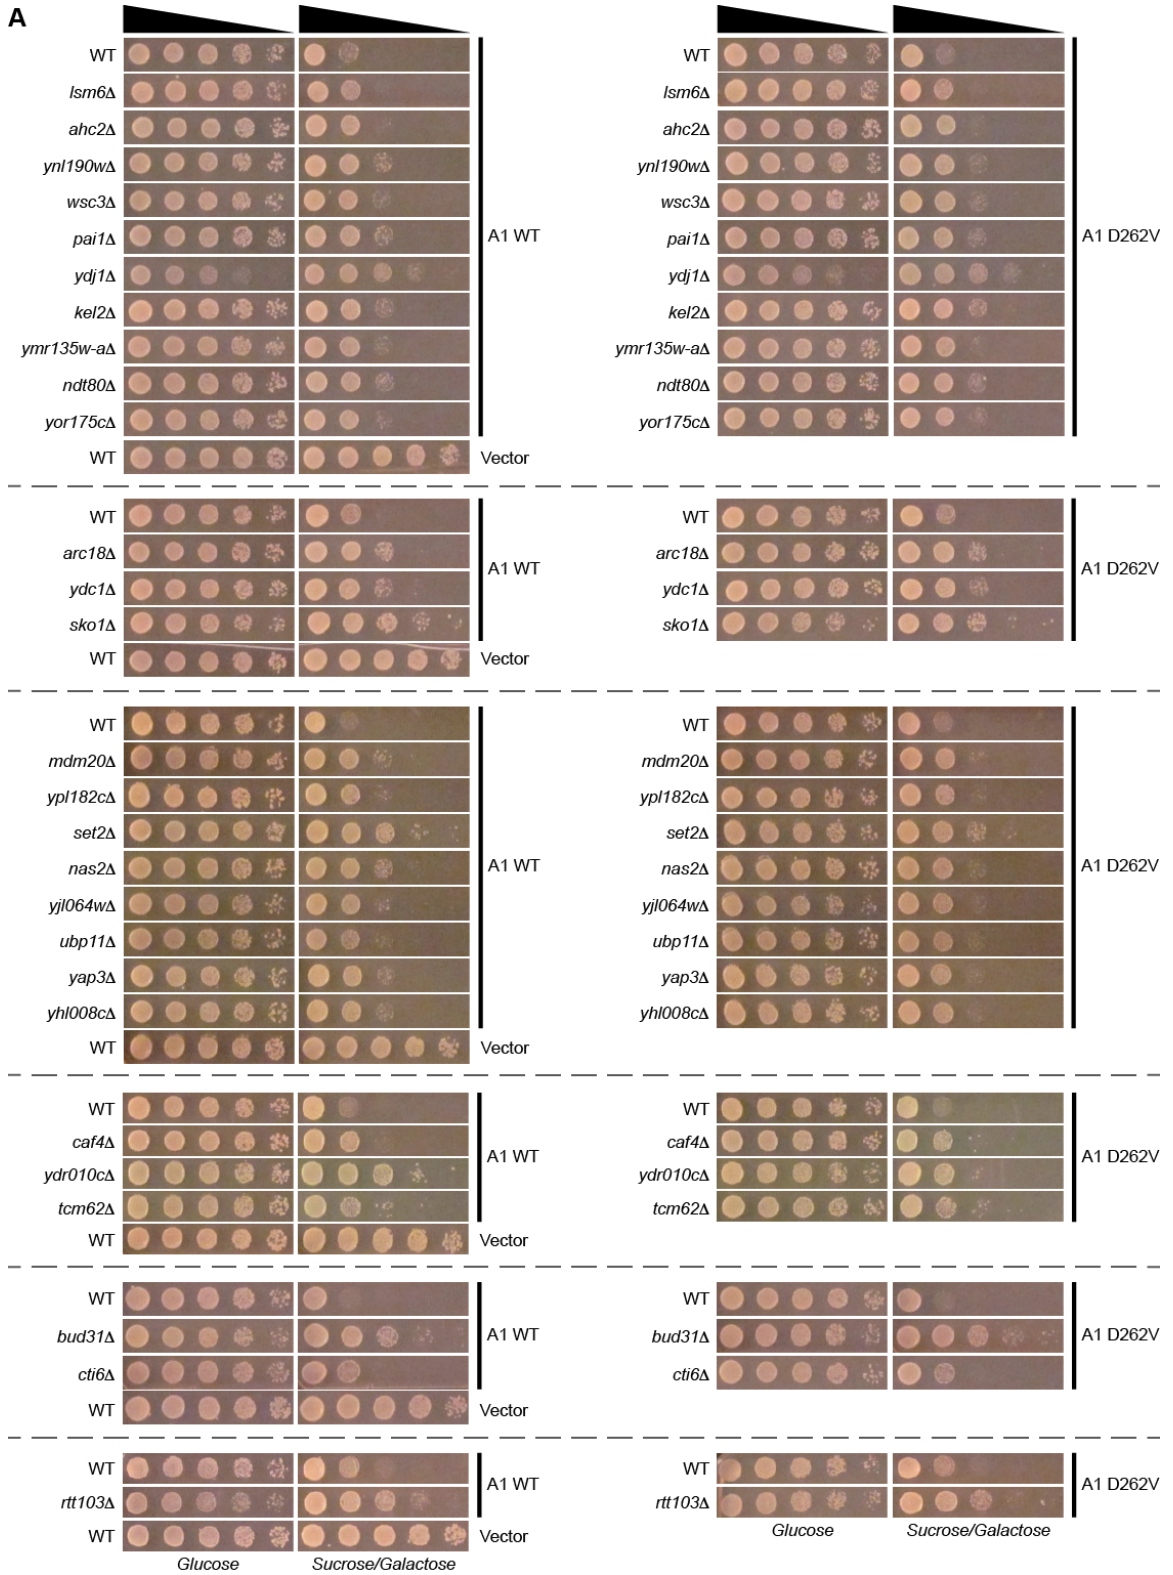 A
WT
lsm6Δ
ahc2Δ
ynl190wΔ
wsc3Δ
pai1Δ
ydj1Δ
kel2Δ
ymr135w-aΔ
ndt80Δ
yor175cΔ
WT
A1 WT
Vector
WT
lsm6Δ
ahc2Δ
ynl190wΔ
wsc3Δ
pai1Δ
ydj1Δ
kel2Δ
ymr135w-aΔ
ndt80Δ
yor175cΔ
A1 D262V
WT
arc18Δ
ydc1Δ
sko1Δ
WT
A1 WT
Vector
WT
arc18Δ
ydc1Δ
sko1Δ
A1 D262V
WT
mdm20Δ
ypl182cΔ
set2Δ
nas2Δ
yjl064wΔ
ubp11Δ
yap3Δ
yhl008cΔ
WT
A1 WT
Vector
WT
mdm20Δ
ypl182cΔ
set2Δ
nas2Δ
yjl064wΔ
ubp11Δ
yap3Δ
yhl008cΔ
A1 D262V
WT
caf4Δ
ydr010cΔ
tcm62Δ
WT
A1 WT
Vector
WT
caf4Δ
ydr010cΔ
tcm62Δ
A1 D262V
WT
bud31Δ
cti6Δ
WT
A1 WT
Vector
WT
bud31Δ
cti6Δ
A1 D262V
WT
rtt103Δ
WT
A1 WT
Vector
Glucose
Sucrose/Galactose
WT
rtt103Δ
A1 D262V
Glucose
Sucrose/Galactose